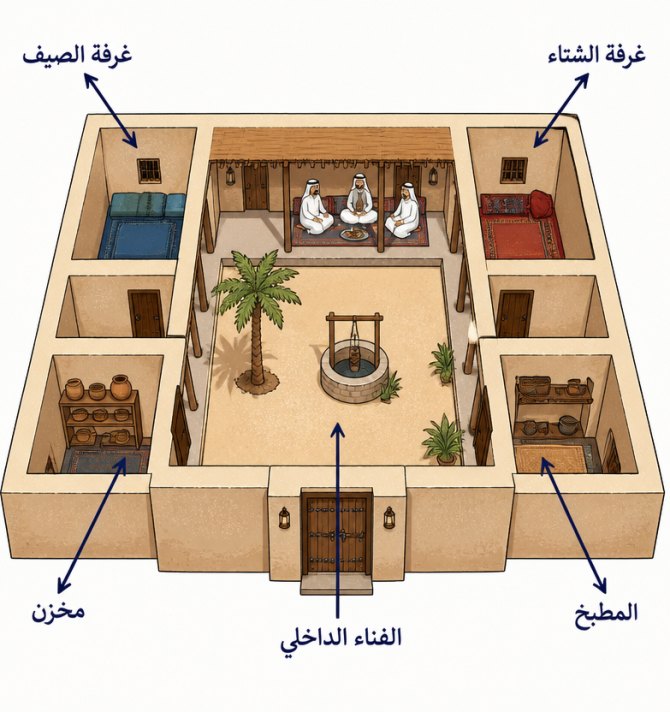 غرفة الشتاء
غرفة الصيف
المطبخ
مخزن
الفناء الداخلي